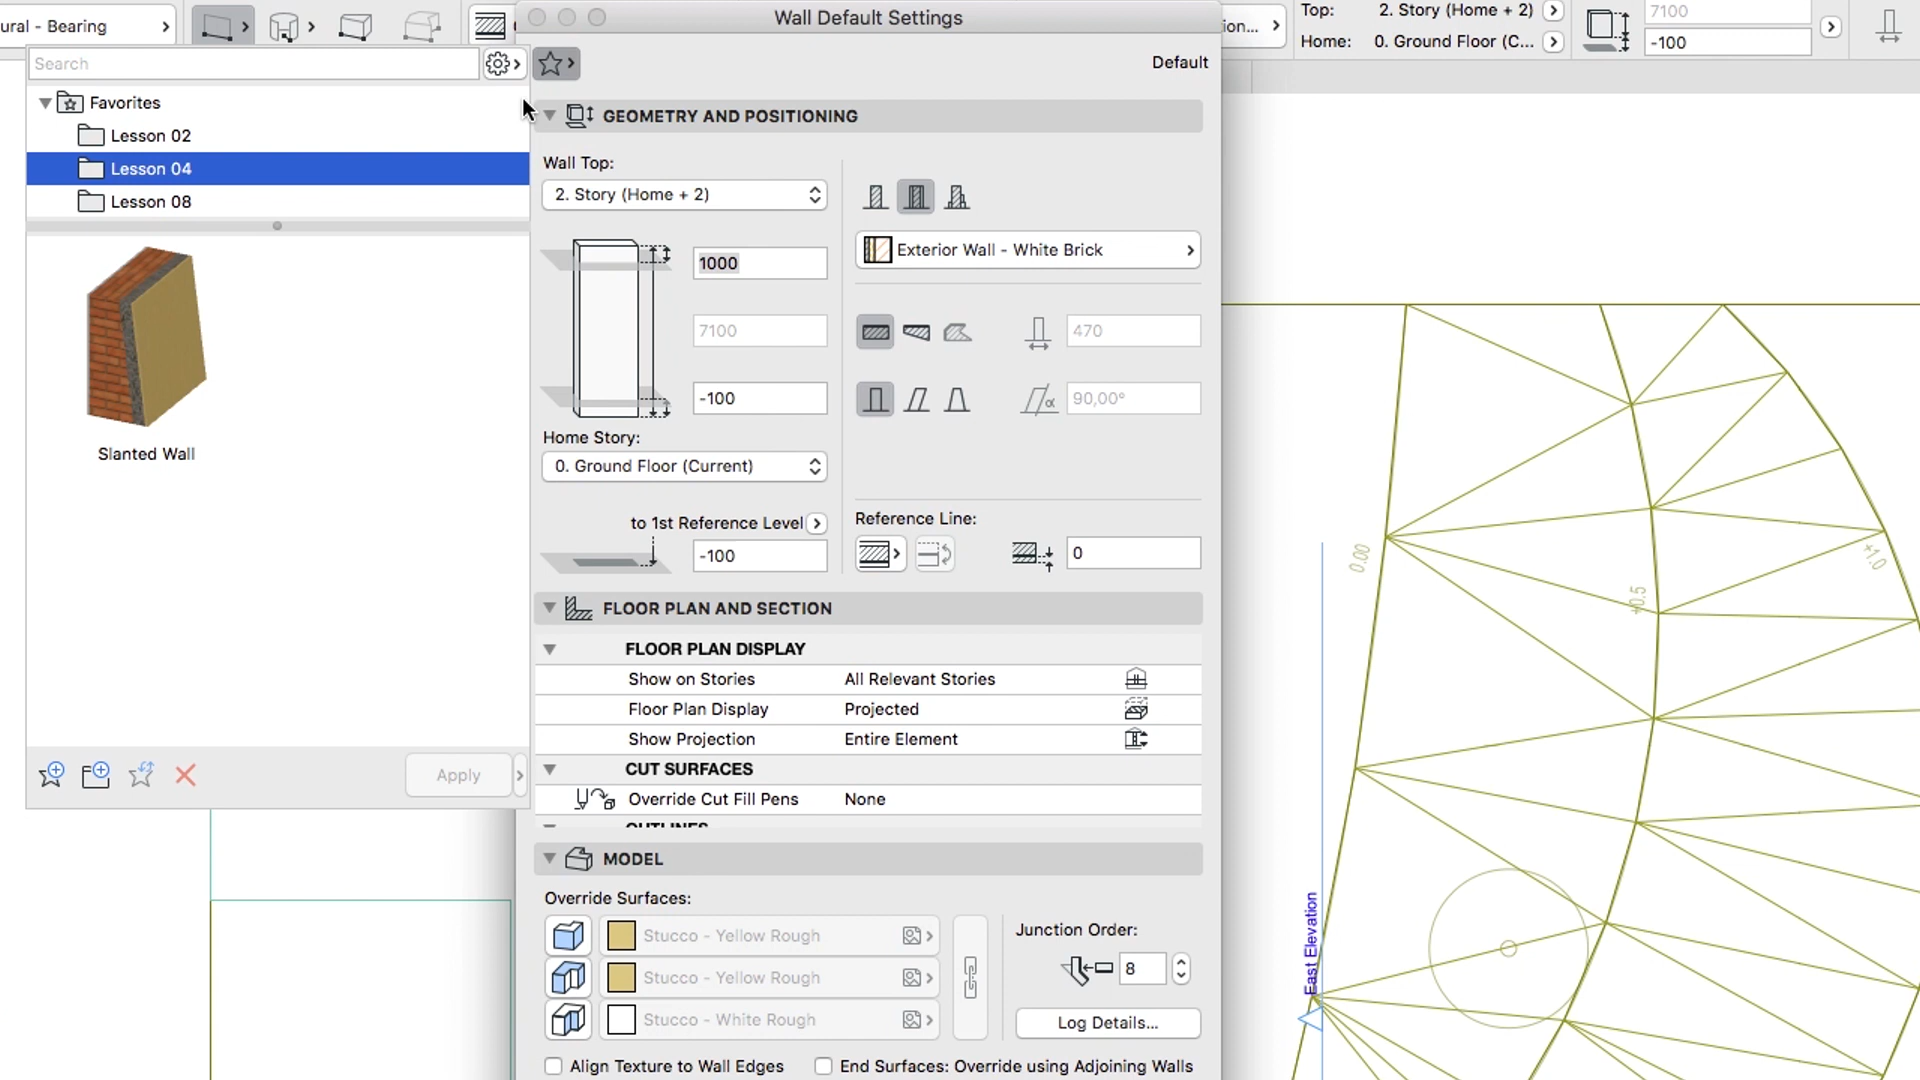 ural - Bearing
Wall Default Settings
ion...
Top:
2. Story (Home + 2)
7100
Home:
0. Ground Floor (C...
-100
Search
Default
Favorites
Lesson 02
Lesson 04
Lesson 08
Slanted Wall
Apply
GEOMETRY AND POSITIONING
Wall Top:
2. Story (Home + 2)
1000
7100
-100
Home Story:
0. Ground Floor (Current)
to 1st Reference Level
-100
Exterior Wall - White Brick
470
α
90,00°
Reference Line:
0
FLOOR PLAN AND SECTION
FLOOR PLAN DISPLAY
Show on Stories All Relevant Stories
Floor Plan Display Projected
Show Projection Entire Element
CUT SURFACES
Override Cut Fill Pens None
OUTLINES
MODEL
Override Surfaces:
Stucco - Yellow Rough
Stucco - Yellow Rough
Stucco - White Rough
Junction Order:
8
Log Details...
Align Texture to Wall Edges
End Surfaces: Override using Adjoining Walls
0.00
+0.5
+1.0
East Elevation